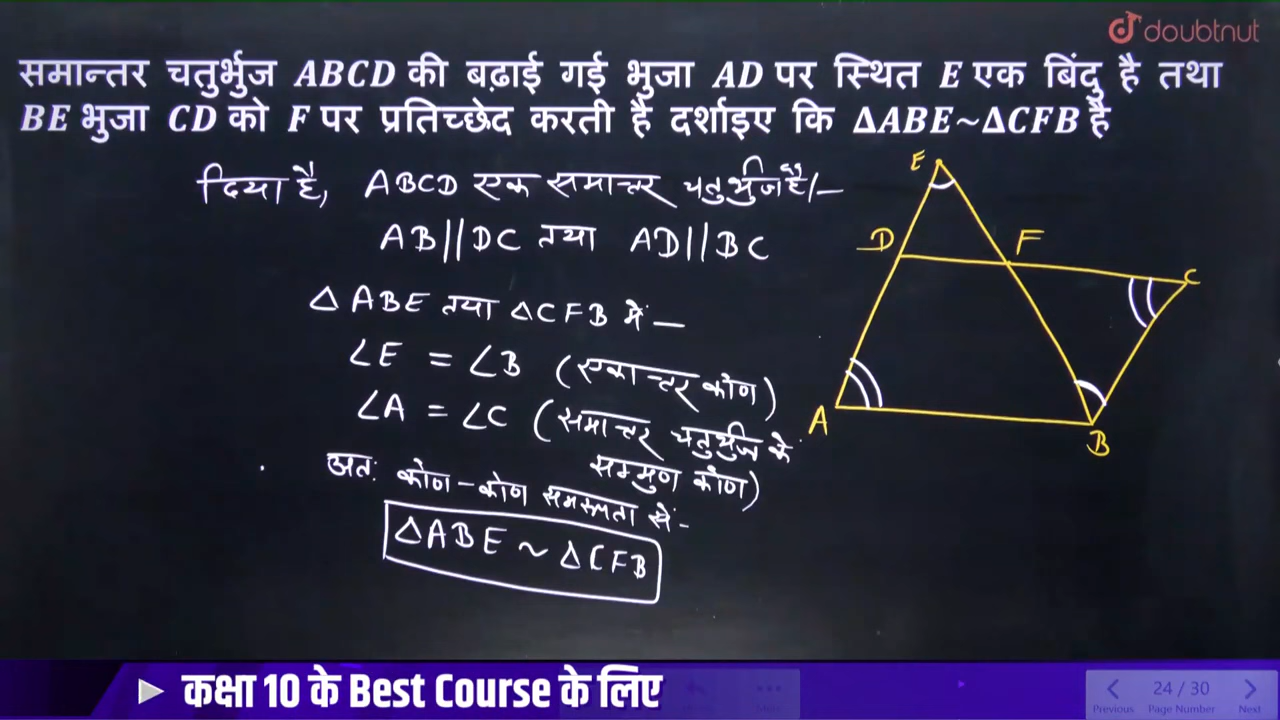 doubtnut
समान्तर चतुर्भुज ABCD की बढ़ाई गई भुजा AD पर स्थित E एक बिंदु है तथा
BE भुजा CD को F पर प्रतिच्छेद करती है दर्शाइए कि ΔABE~ΔCFB है
दिया है, ABCD एक समान्तर चतुर्भुज है।-
AB||DC तथा AD||BC
Δ ABE तथा ΔCFB में-
∠E = ∠B (एकान्तर कोण)
∠A = ∠C (समान्तर चतुर्भुज के
सम्मुख कोण)
अतः कोण-कोण समरूपता से-
ΔABE ~ ΔCFB
E
D
F
C
A
B
कक्षा 10 के Best Course के लिए
24 / 30
Previous Page Number Next